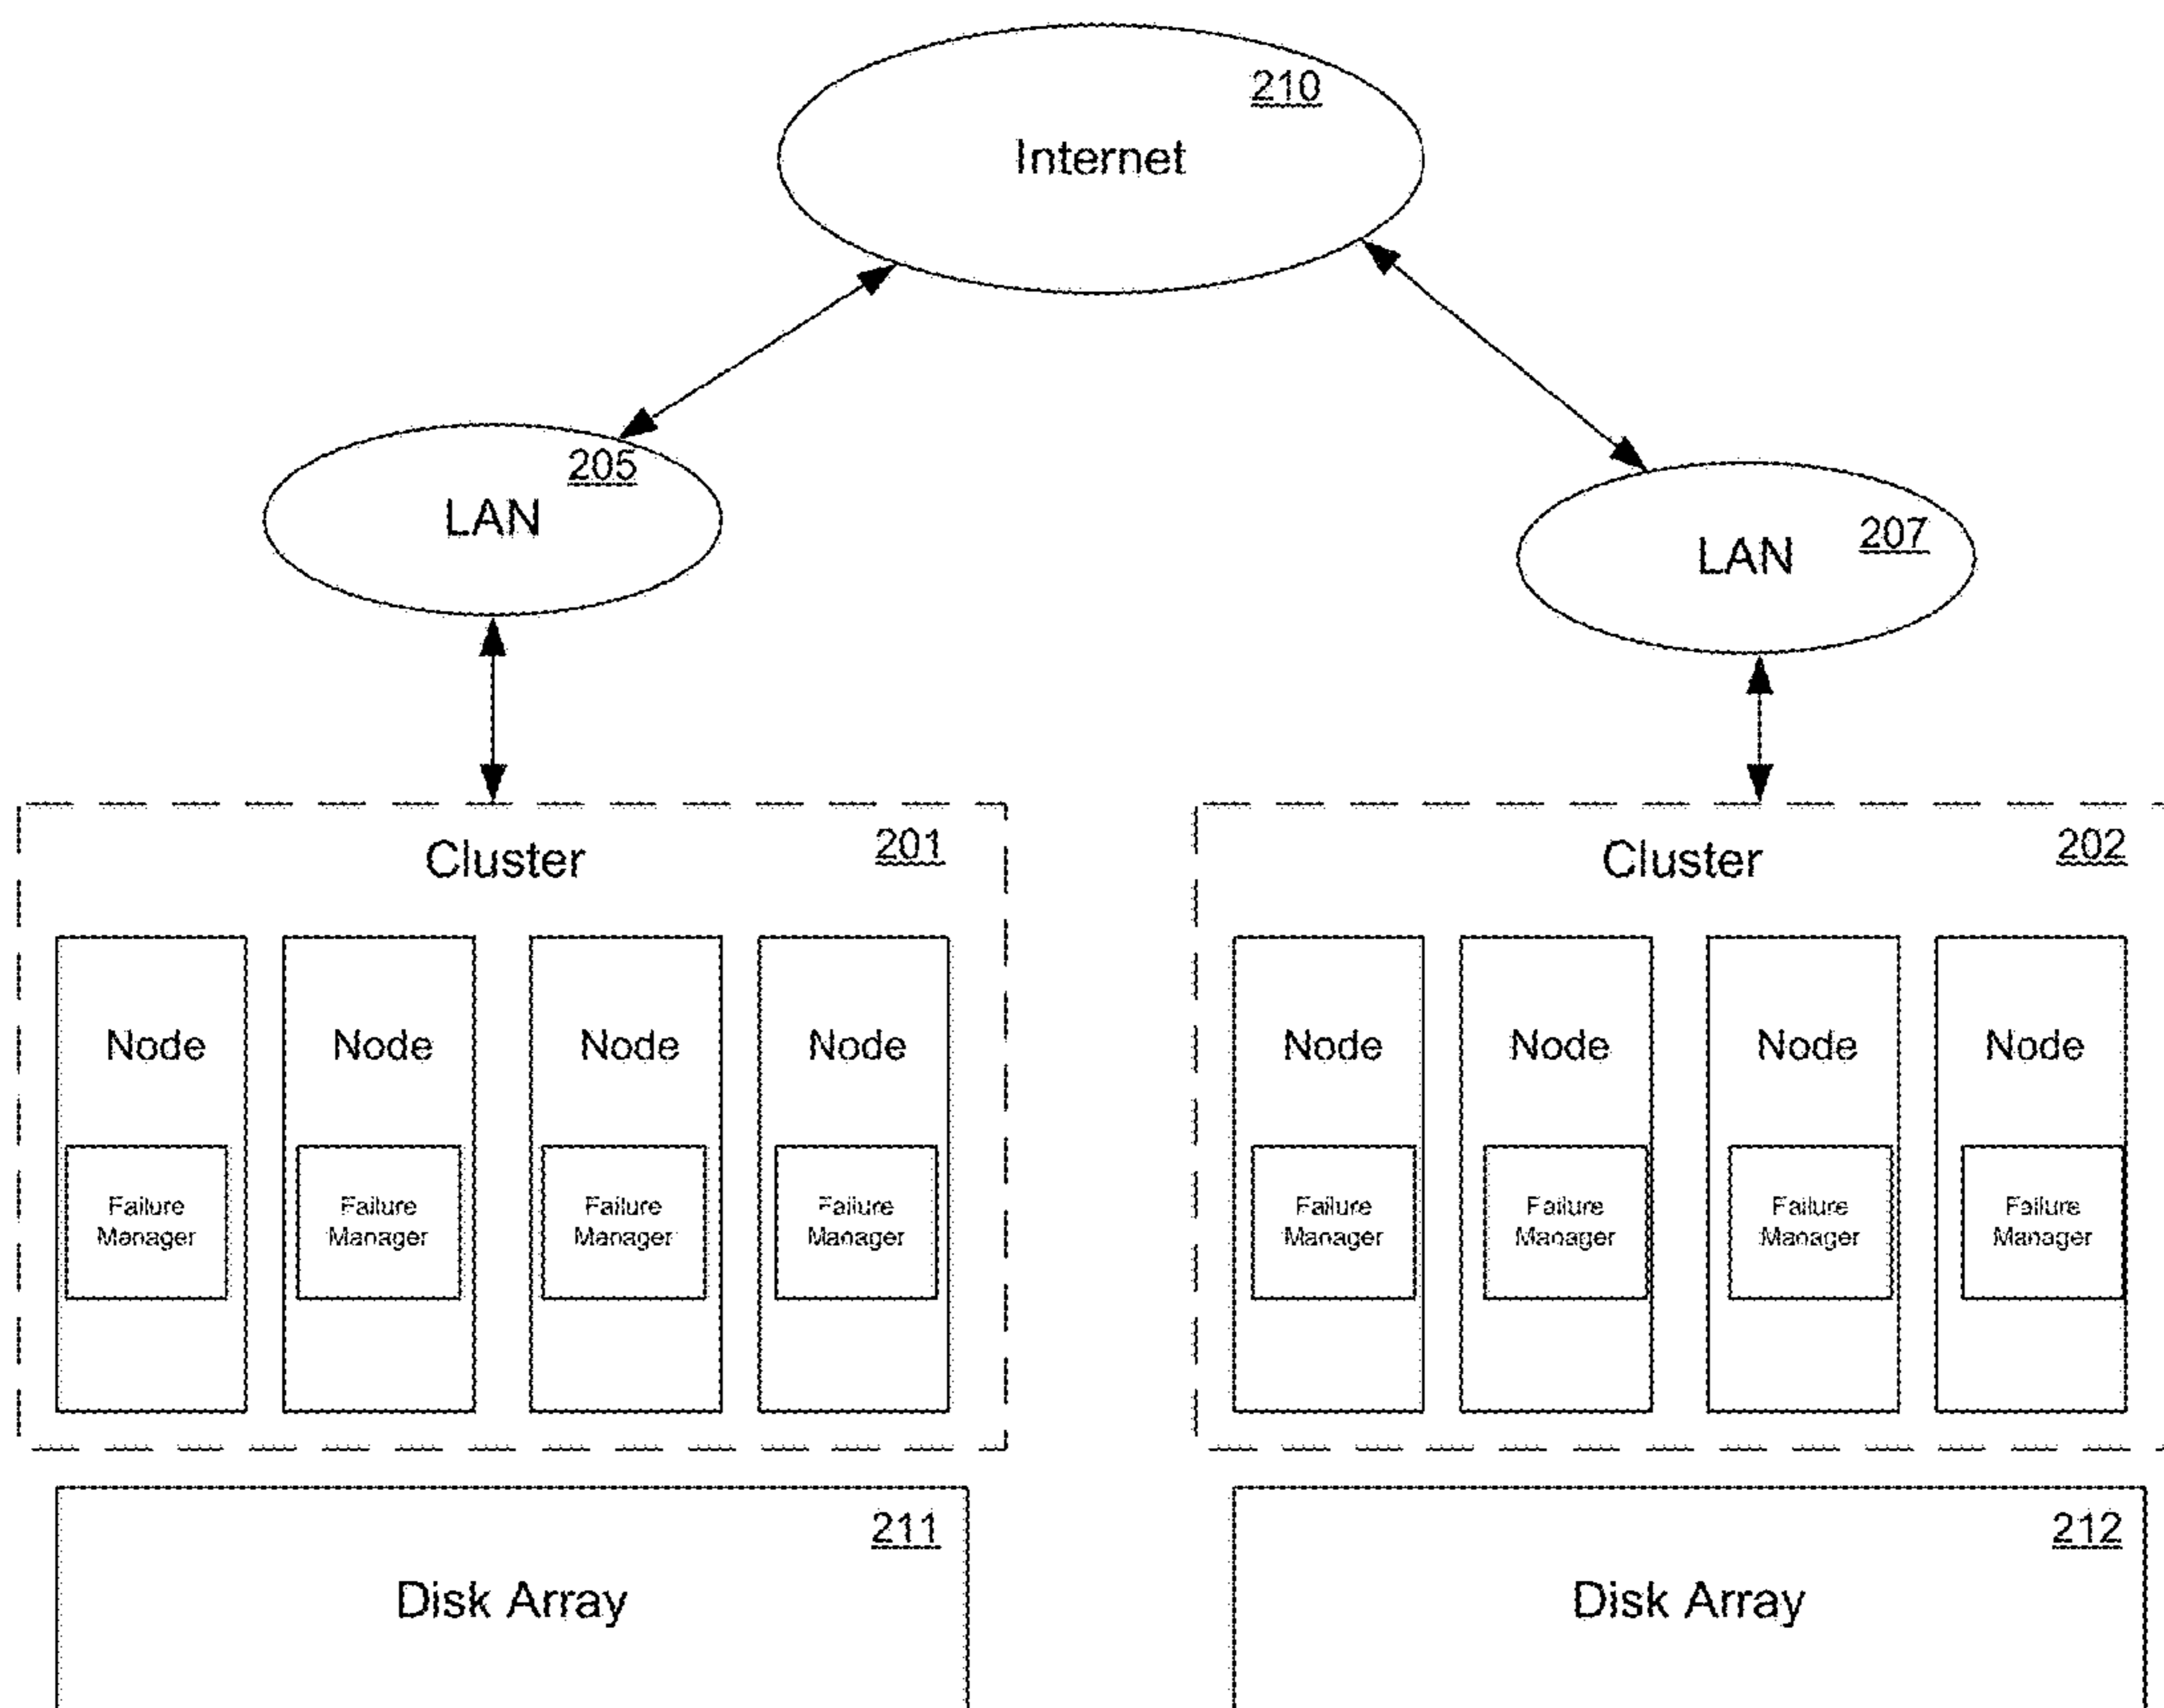 210
Internet
205
LAN
207
LAN
Cluster 201
Node Node Node Node
Failure Manager Failure Manager Failure Manager Failure Manager
211
Disk Array
Cluster 202
Node Node Node Node
Failure Manager Failure Manager Failure Manager Failure Manager
212
Disk Array